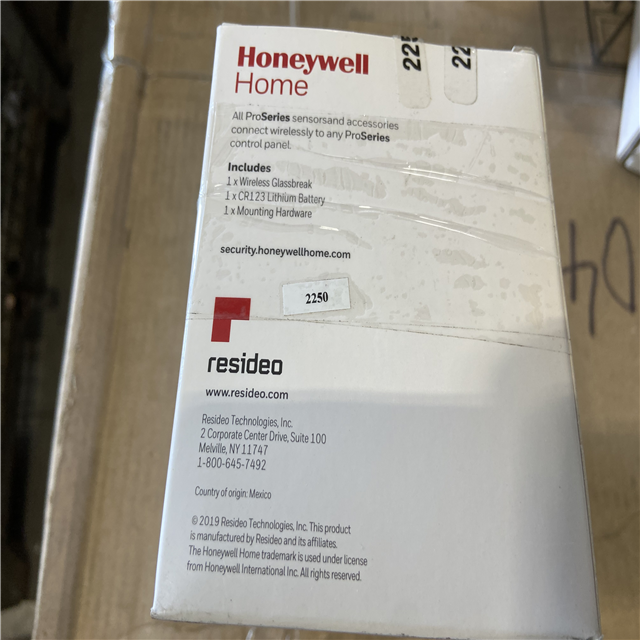 Honeywell
Home
225
22
All ProSeries sensorsand accessories
connect wirelessly to any ProSeries
control panel.
Includes
1 x Wireless Glassbreak
1 x CR123 Lithium Battery
1 x Mounting Hardware
security.honeywellhome.com
2250
resideo
www.resideo.com
Resideo Technologies, Inc.
2 Corporate Center Drive, Suite 100
Melville, NY 11747
1-800-645-7492
Country of origin: Mexico
© 2019 Resideo Technologies, Inc. This product
is manufactured by Resideo and its affiliates.
The Honeywell Home trademark is used under license
from Honeywell International Inc. All rights reserved.